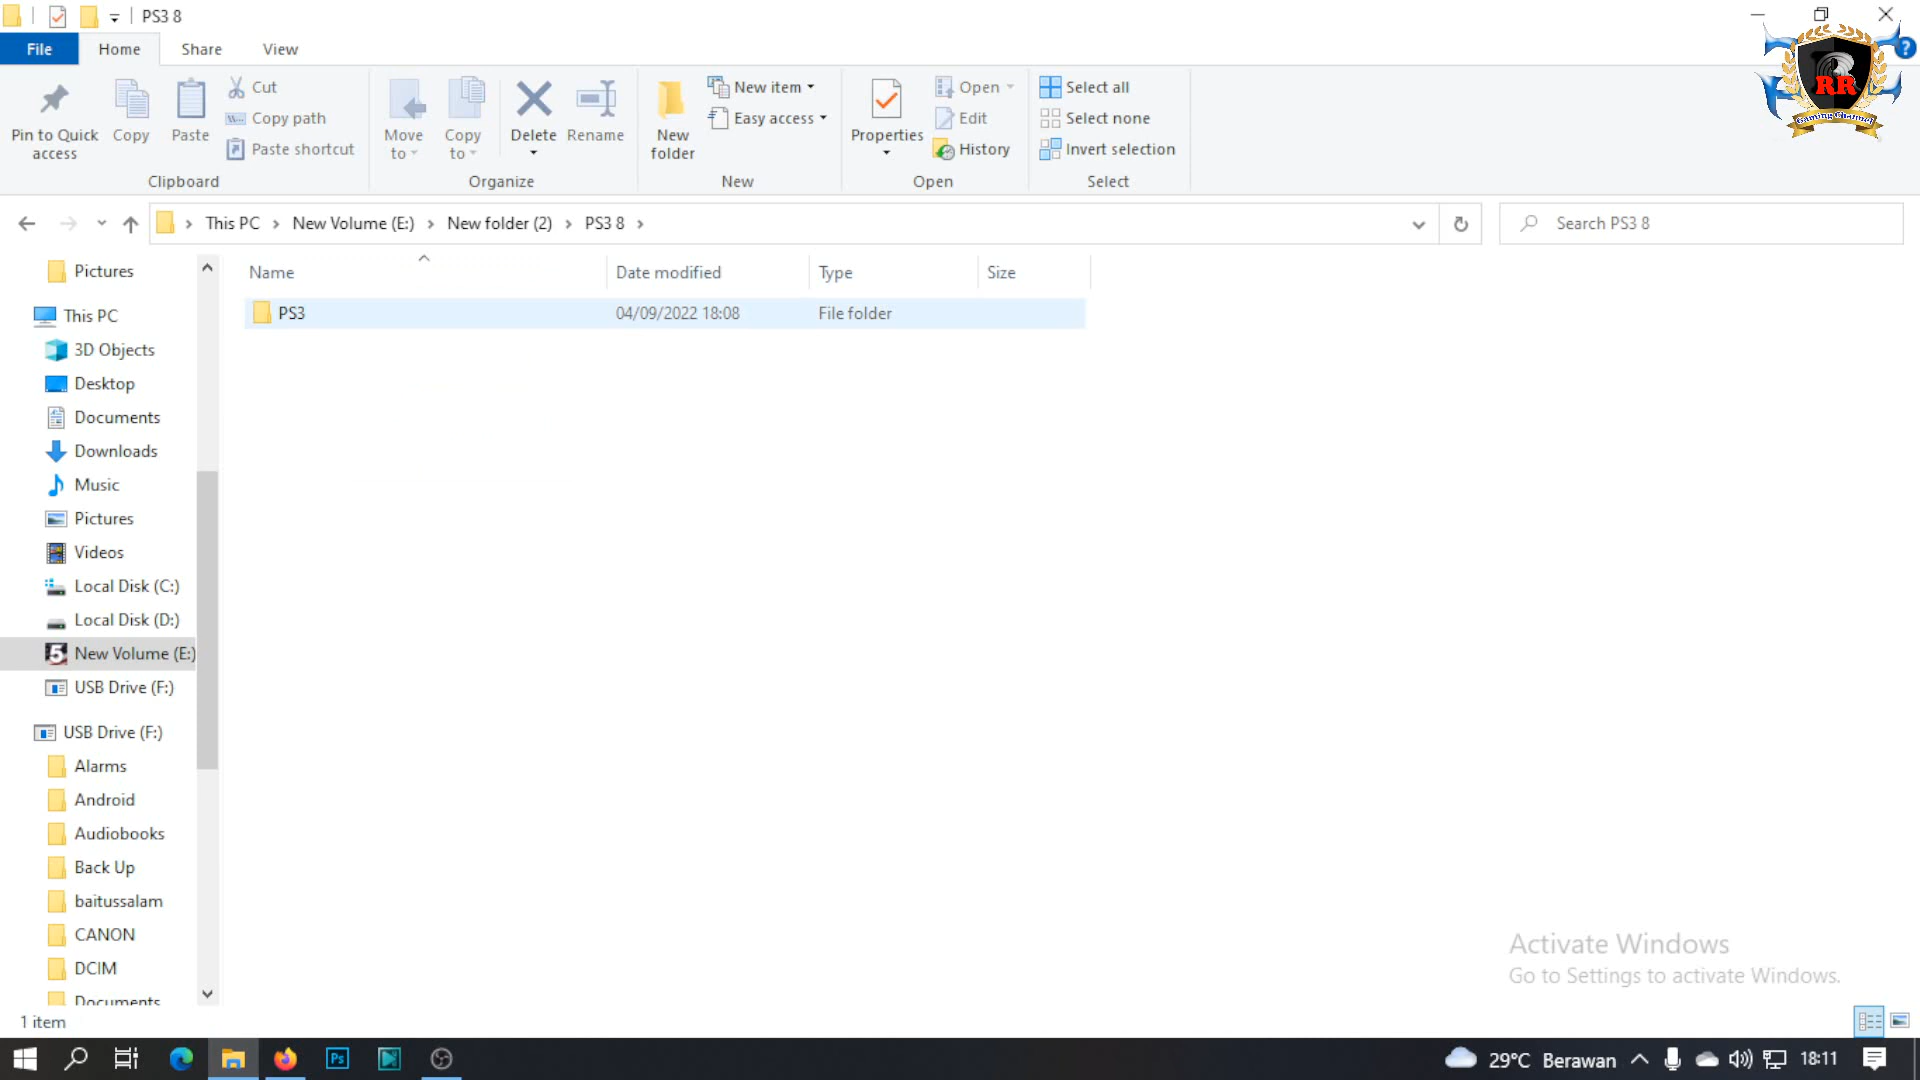 PS3 8
File Home Share View
Pin to Quick access
Copy
Paste
Cut
Copy path
Paste shortcut
Clipboard
Move to
Copy to
Delete
Rename
Organize
New folder
New item
Easy access
New
Properties
Open
Edit
History
Open
Select all
Select none
Invert selection
Select
RR
Gaming Channel
?
This PC > New Volume (E:) > New folder (2) > PS3 8 >
Search PS3 8
Name Date modified Type Size
PS3 04/09/2022 18:08 File folder
Pictures
This PC
3D Objects
Desktop
Documents
Downloads
Music
Pictures
Videos
Local Disk (C:)
Local Disk (D:)
5 New Volume (E:)
USB Drive (F:)
USB Drive (F:)
Alarms
Android
Audiobooks
Back Up
baitussalam
CANON
DCIM
Documents
Activate Windows
Go to Settings to activate Windows.
1 item
Ps
29°C Berawan
18:11